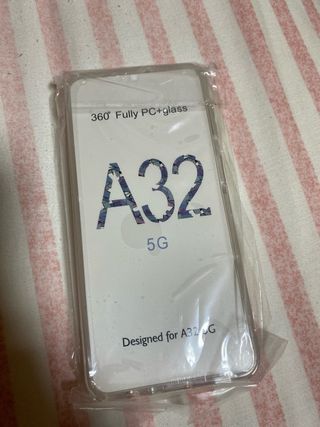 360° Fully PC+glass
A32
5G
Designed for A32 5G